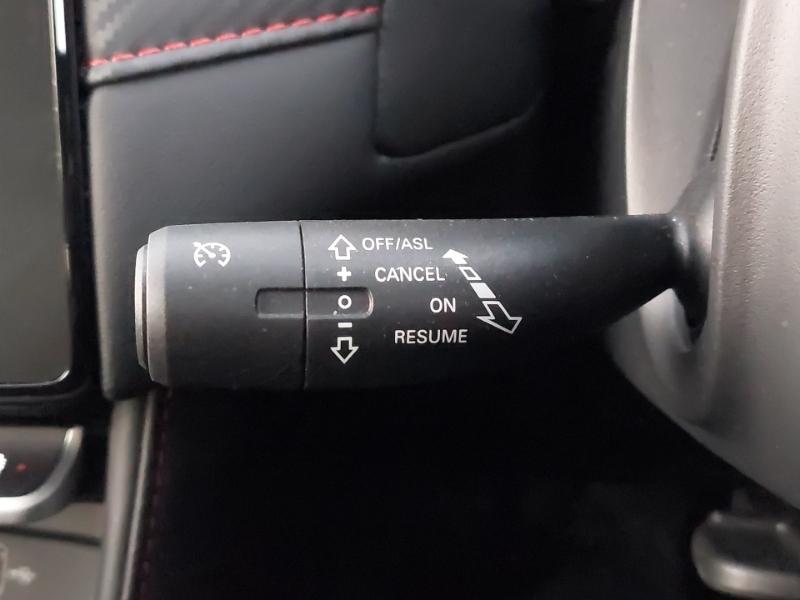 OFF/ASL
+ CANCEL
O ON
- RESUME